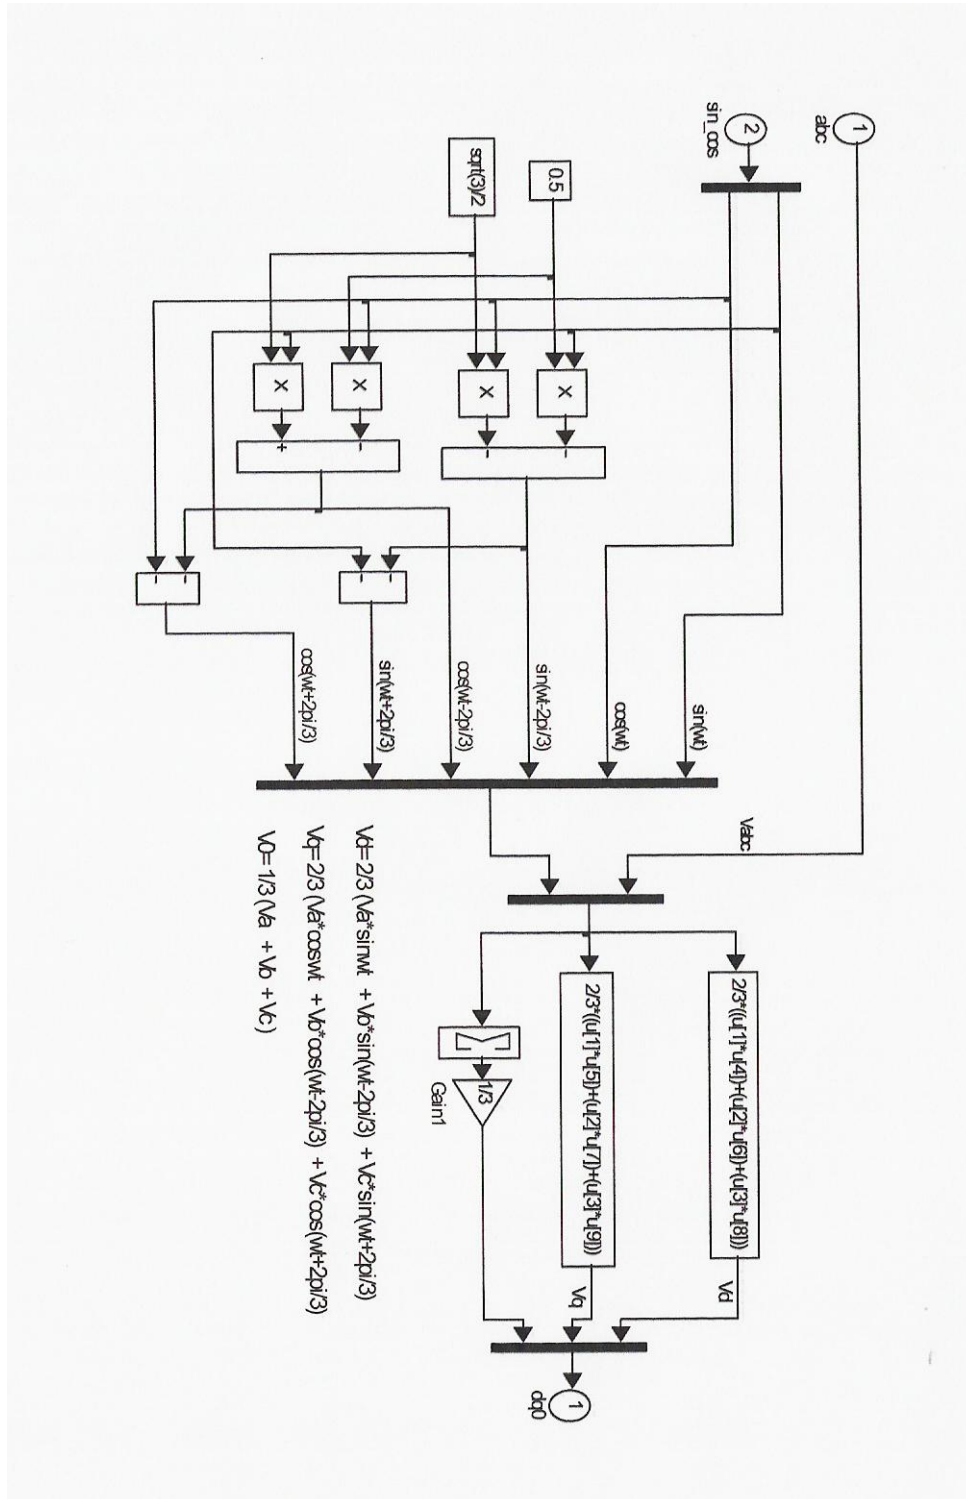 1
abc
Vabc
2
sin_cos
sin(wt)
cos(wt)
2/3*((u[1]*u[4])+(u[2]*u[6])+(u[3]*u[8]))
Vd
0.5
X
-
sin(wt-2pi/3)
2/3*((u[1]*u[5])+(u[2]*u[7])+(u[3]*u[9]))
Vq
1
dq0
sqrt(3)/2
X
-
cos(wt-2pi/3)
1/3
Gain1
X
-
-
-
sin(wt+2pi/3)
X
+
-
-
cos(wt+2pi/3)
Vd= 2/3 (Va*sinwt + Vb*sin(wt-2pi/3) + Vc*sin(wt+2pi/3)
Vq= 2/3 (Va*coswt + Vb*cos(wt-2pi/3) + Vc*cos(wt+2pi/3)
V0= 1/3 (Va + Vb + Vc)